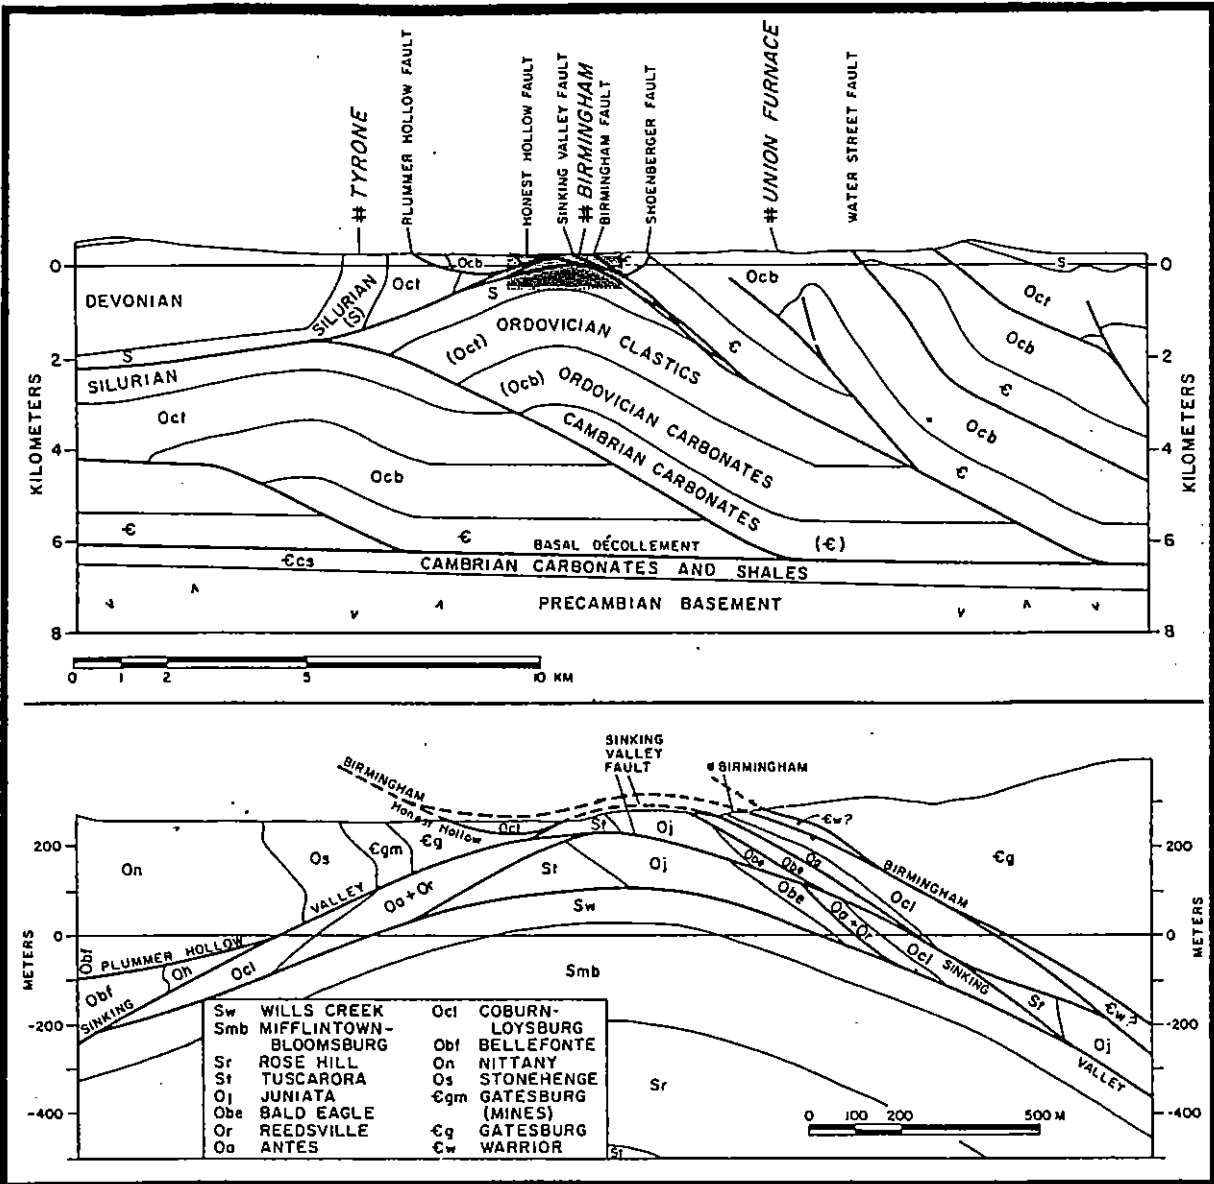 # TYRONE
PLUMMER HOLLOW FAULT
HONEST HOLLOW FAULT
SINKING VALLEY FAULT
# BIRMINGHAM
BIRMINGHAM FAULT
SHOENBERGER FAULT
# UNION FURNACE
WATER STREET FAULT
0
2
4
6
8
KILOMETERS
DEVONIAN
SILURIAN
(S)
Oct
Ocb
S
S
SILURIAN
Oct
(Oct) ORDOVICIAN CLASTICS
(Ocb) ORDOVICIAN CARBONATES
CAMBRIAN CARBONATES
Ocb
Є
Ocb
S
Oct
Ocb
Є
Ocb
Є
Є
Є
BASAL DÉCOLLEMENT
(Є)
Єcs
CAMBRIAN CARBONATES AND SHALES
PRECAMBIAN BASEMENT
0
2
4
6
8
KILOMETERS
0 1 2 5 10 KM
SINKING
VALLEY
FAULT
BIRMINGHAM
BIRMINGHAM
Honest Hollow
Ocl
St
Oj
Єw?
On
Os
Єgm
Єg
Єg
200
0
-200
-400
METERS
VALLEY
Oa+Or
St
Oj
Obe
Obe
Oa
BIRMINGHAM
Ocl
Sw
Obe
Oa+Or
Ocl
SINKING
Obf
PLUMMER HOLLOW
Obf
On
Ocl
SINKING
Smb
St
Єw?
Oj
VALLEY
Sr
St
200
0
-200
-400
METERS
Sw WILLS CREEK
Smb MIFFLINTOWN-
BLOOMSBURG
Sr ROSE HILL
St TUSCARORA
Oj JUNIATA
Obe BALD EAGLE
Or REEDSVILLE
Oa ANTES
Ocl COBURN-
LOYSBURG
Obf BELLEFONTE
On NITTANY
Os STONEHENGE
Єgm GATESBURG
(MINES)
Єg GATESBURG
Єw WARRIOR
0 100 200 500 M